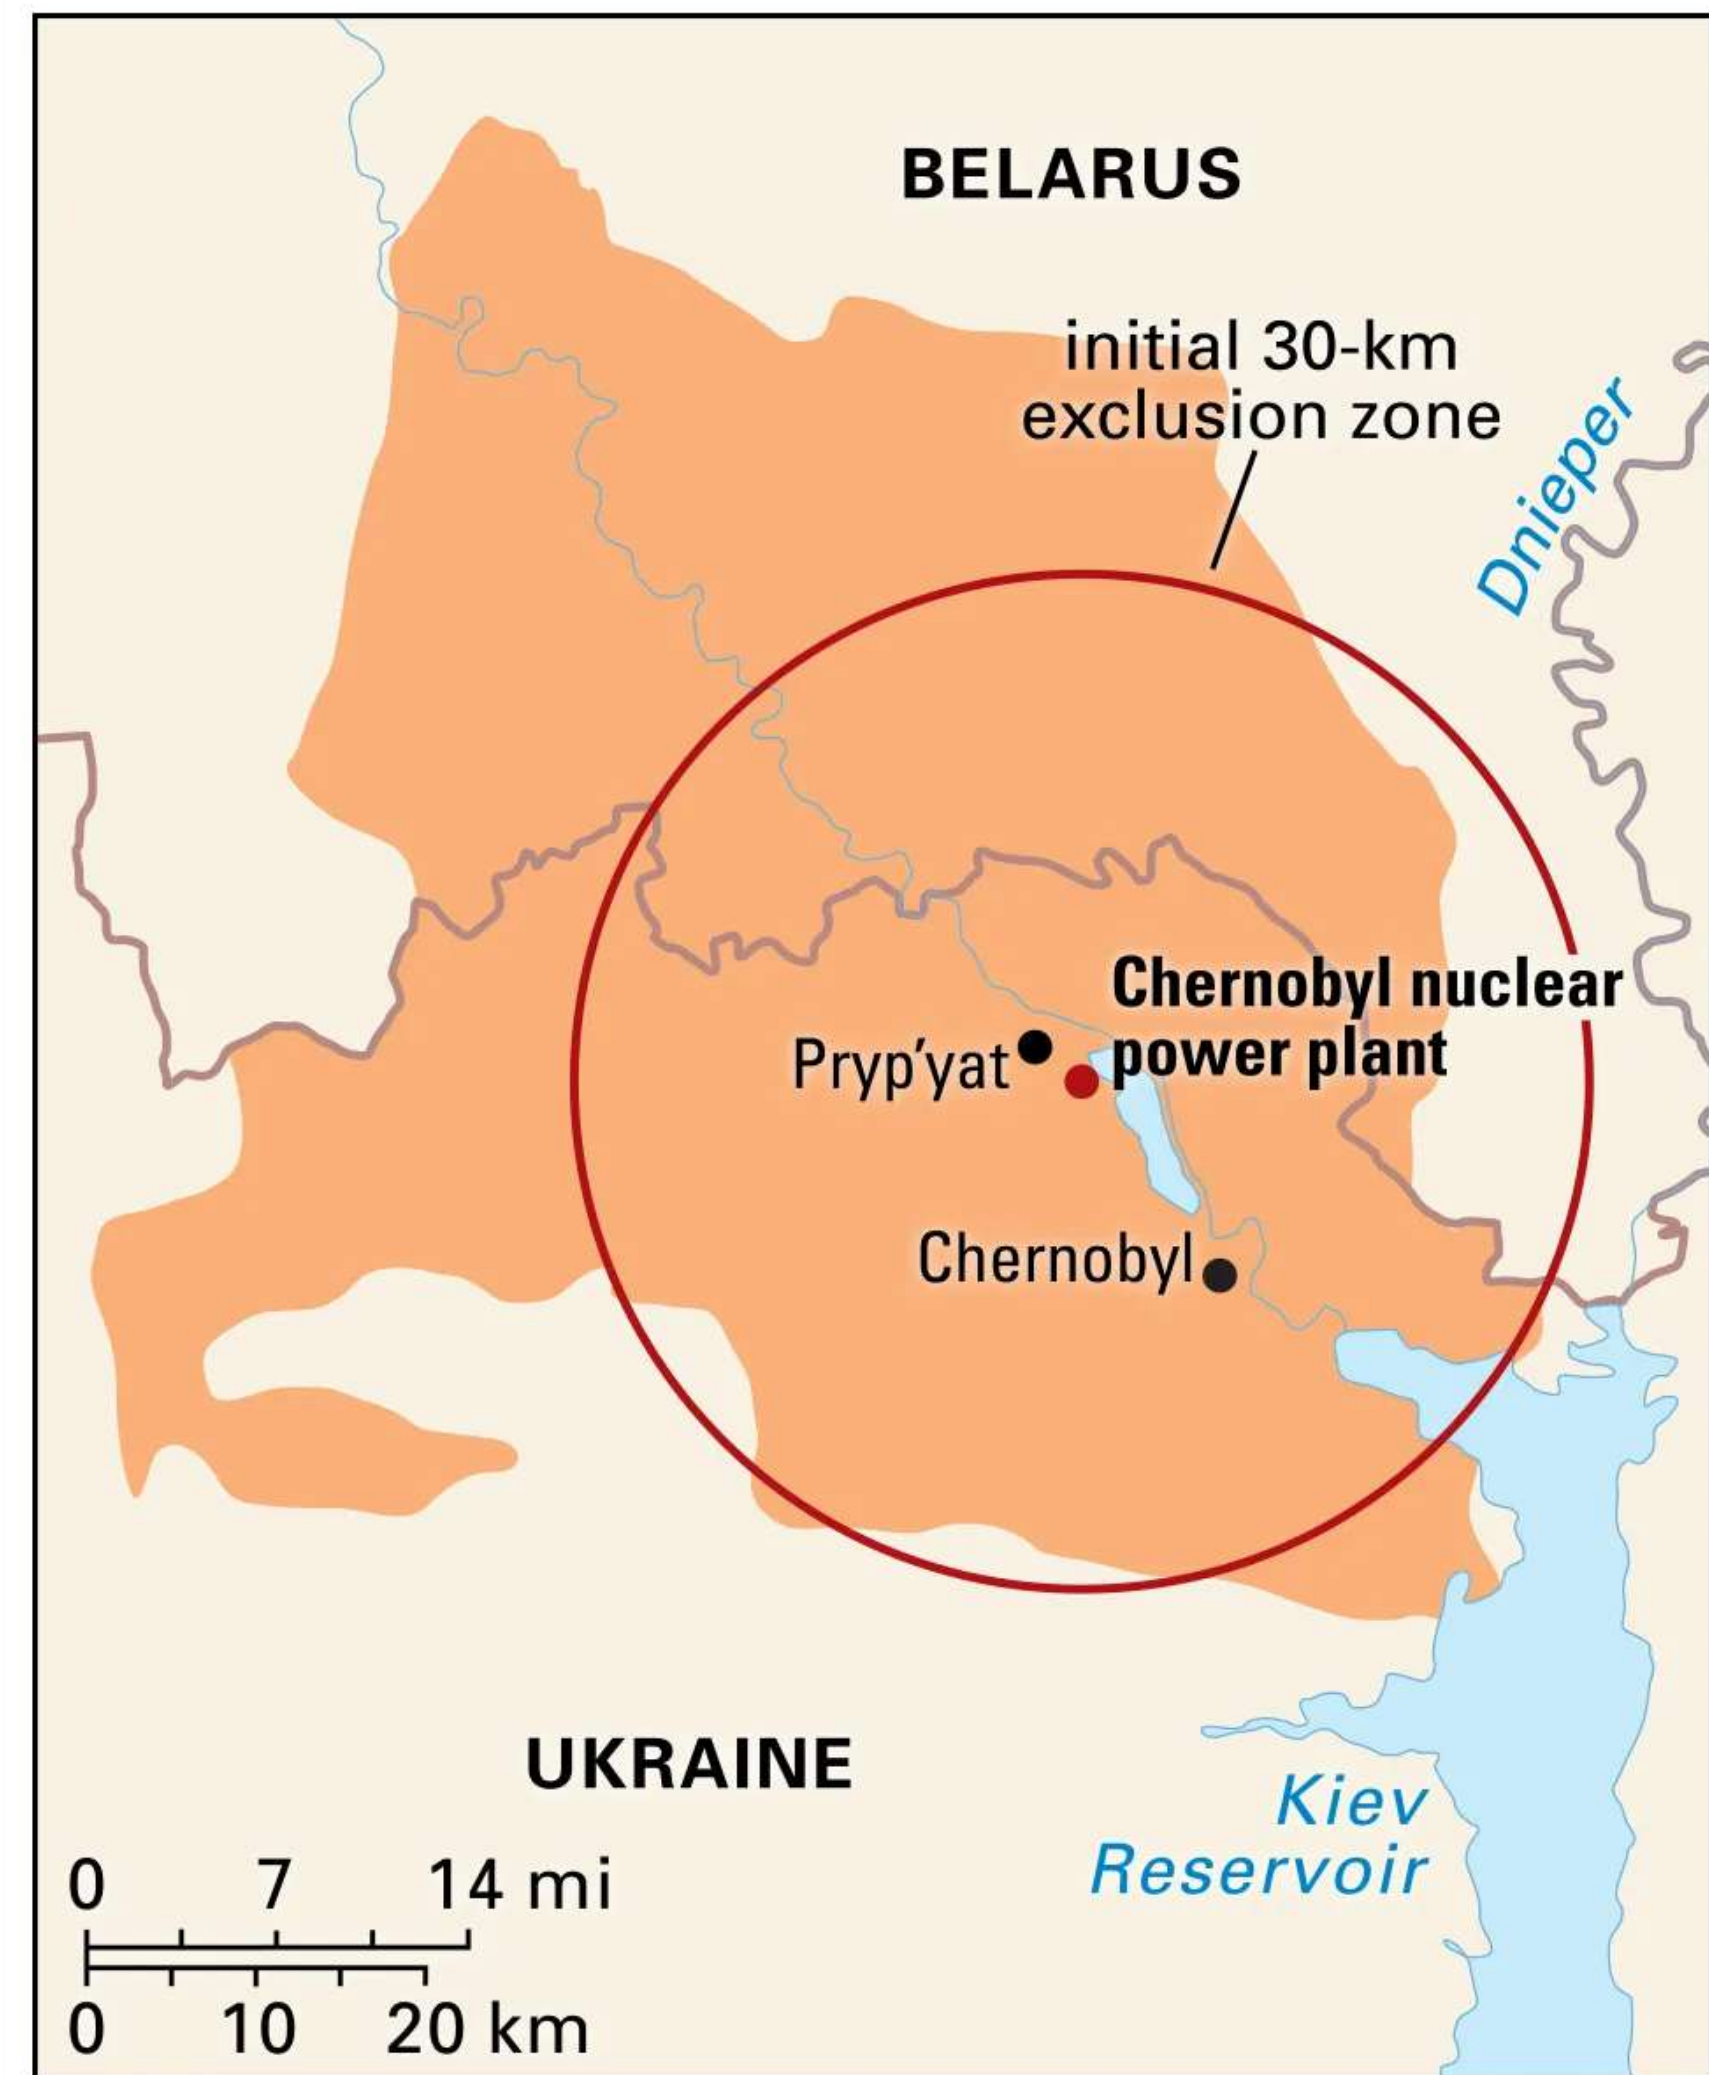 BELARUS
initial 30-km
exclusion zone
Dnieper
Chernobyl nuclear
power plant
Pryp′yat
Chernobyl
UKRAINE
Kiev
Reservoir
0 7 14 mi
0 10 20 km